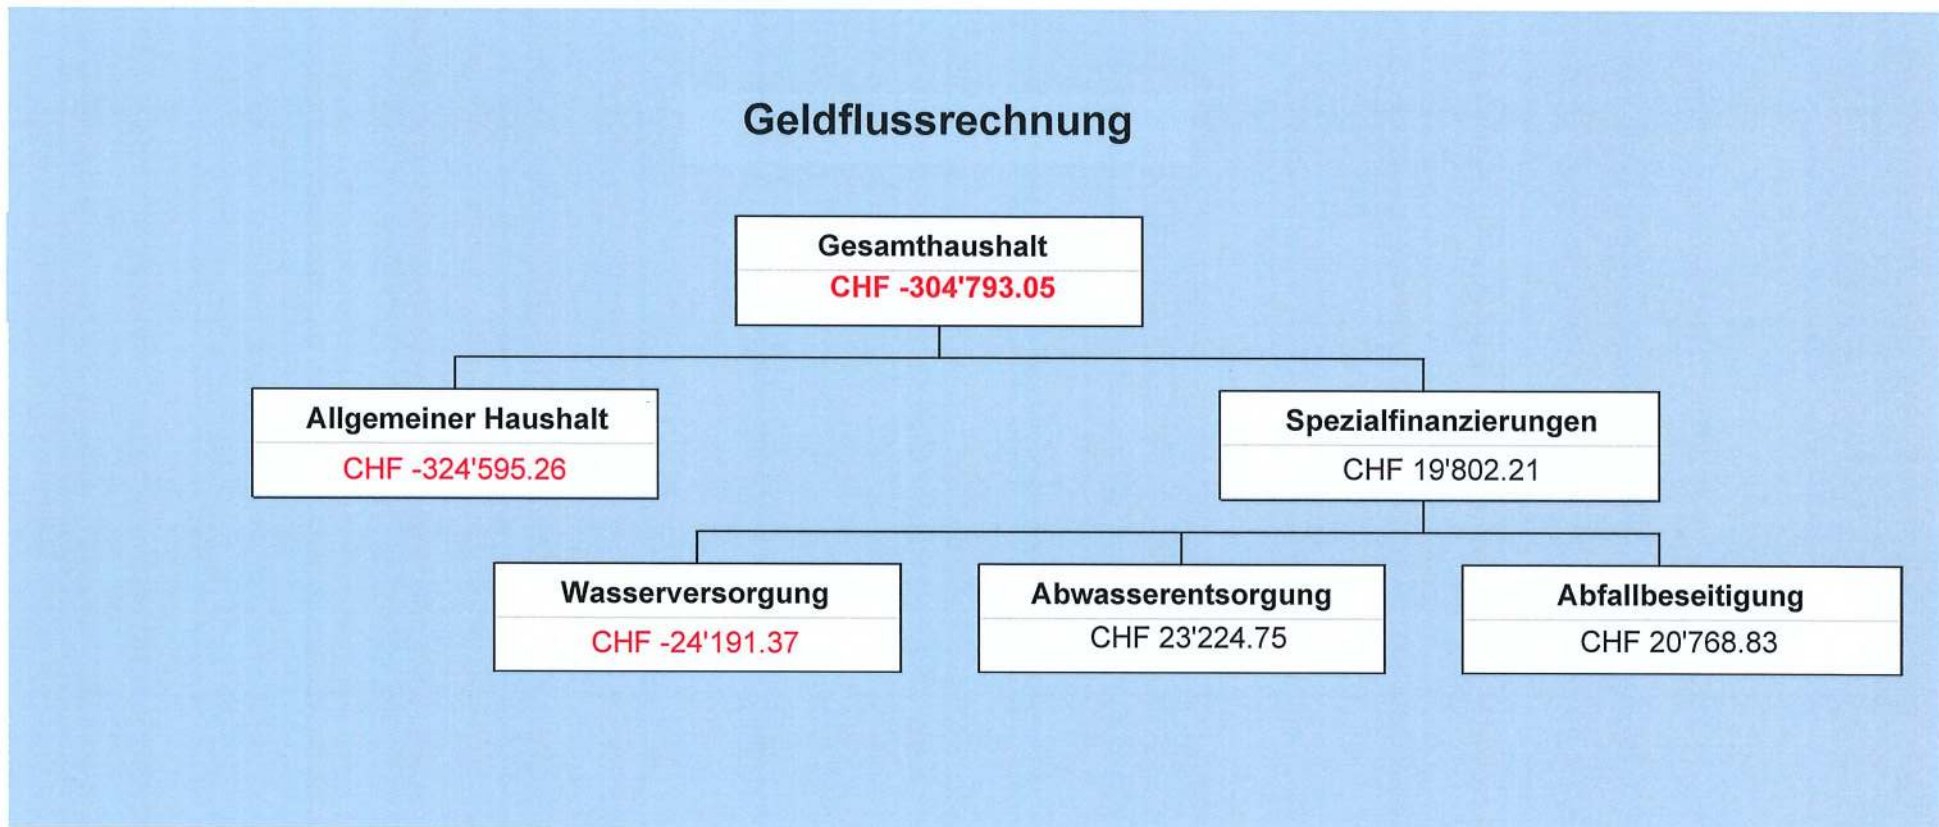 Geldflussrechnung
Gesamthaushalt
CHF -304'793.05
Allgemeiner Haushalt
CHF -324'595.26
Spezialfinanzierungen
CHF 19'802.21
Wasserversorgung
CHF -24'191.37
Abwasserentsorgung
CHF 23'224.75
Abfallbeseitigung
CHF 20'768.83